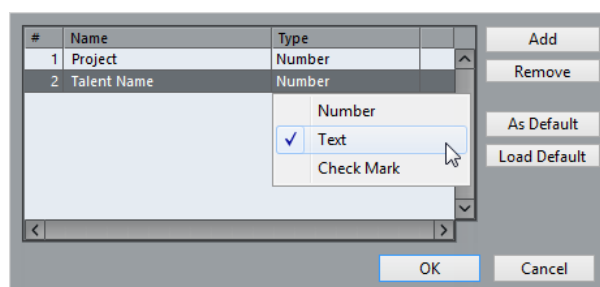 # Name Type
1 Project Number
2 Talent Name Number
Number
✓ Text
Check Mark
Add
Remove
As Default
Load Default
OK Cancel